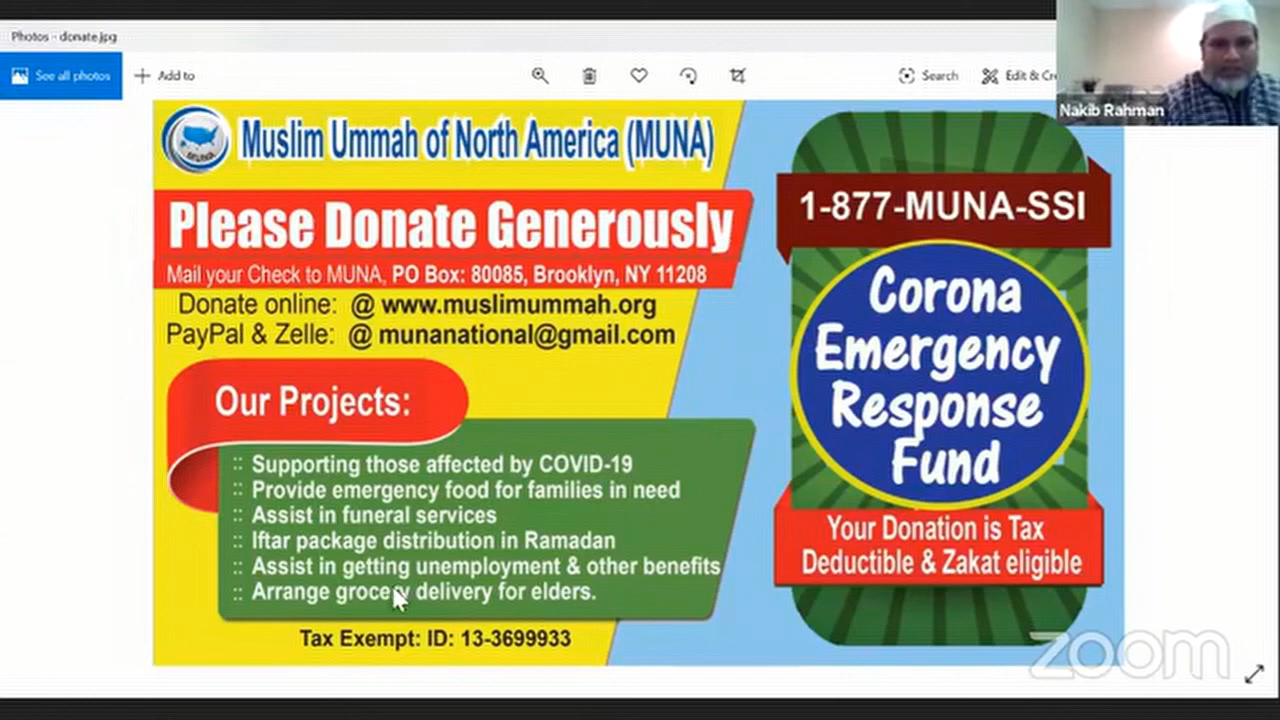 Photos - donate.jpg
See all photos
Add to
Search
Edit & Cr
Nakib Rahman
MUNA
Muslim Ummah of North America (MUNA)
Please Donate Generously
Mail your Check to MUNA, PO Box: 80085, Brooklyn, NY 11208
Donate online: @ www.muslimummah.org
PayPal & Zelle: @ munanational@gmail.com
Our Projects:
:: Supporting those affected by COVID-19
:: Provide emergency food for families in need
:: Assist in funeral services
:: Iftar package distribution in Ramadan
:: Assist in getting unemployment & other benefits
:: Arrange grocery delivery for elders.
Tax Exempt: ID: 13-3699933
1-877-MUNA-SSI
Corona
Emergency
Response
Fund
Your Donation is Tax
Deductible & Zakat eligible
zoom